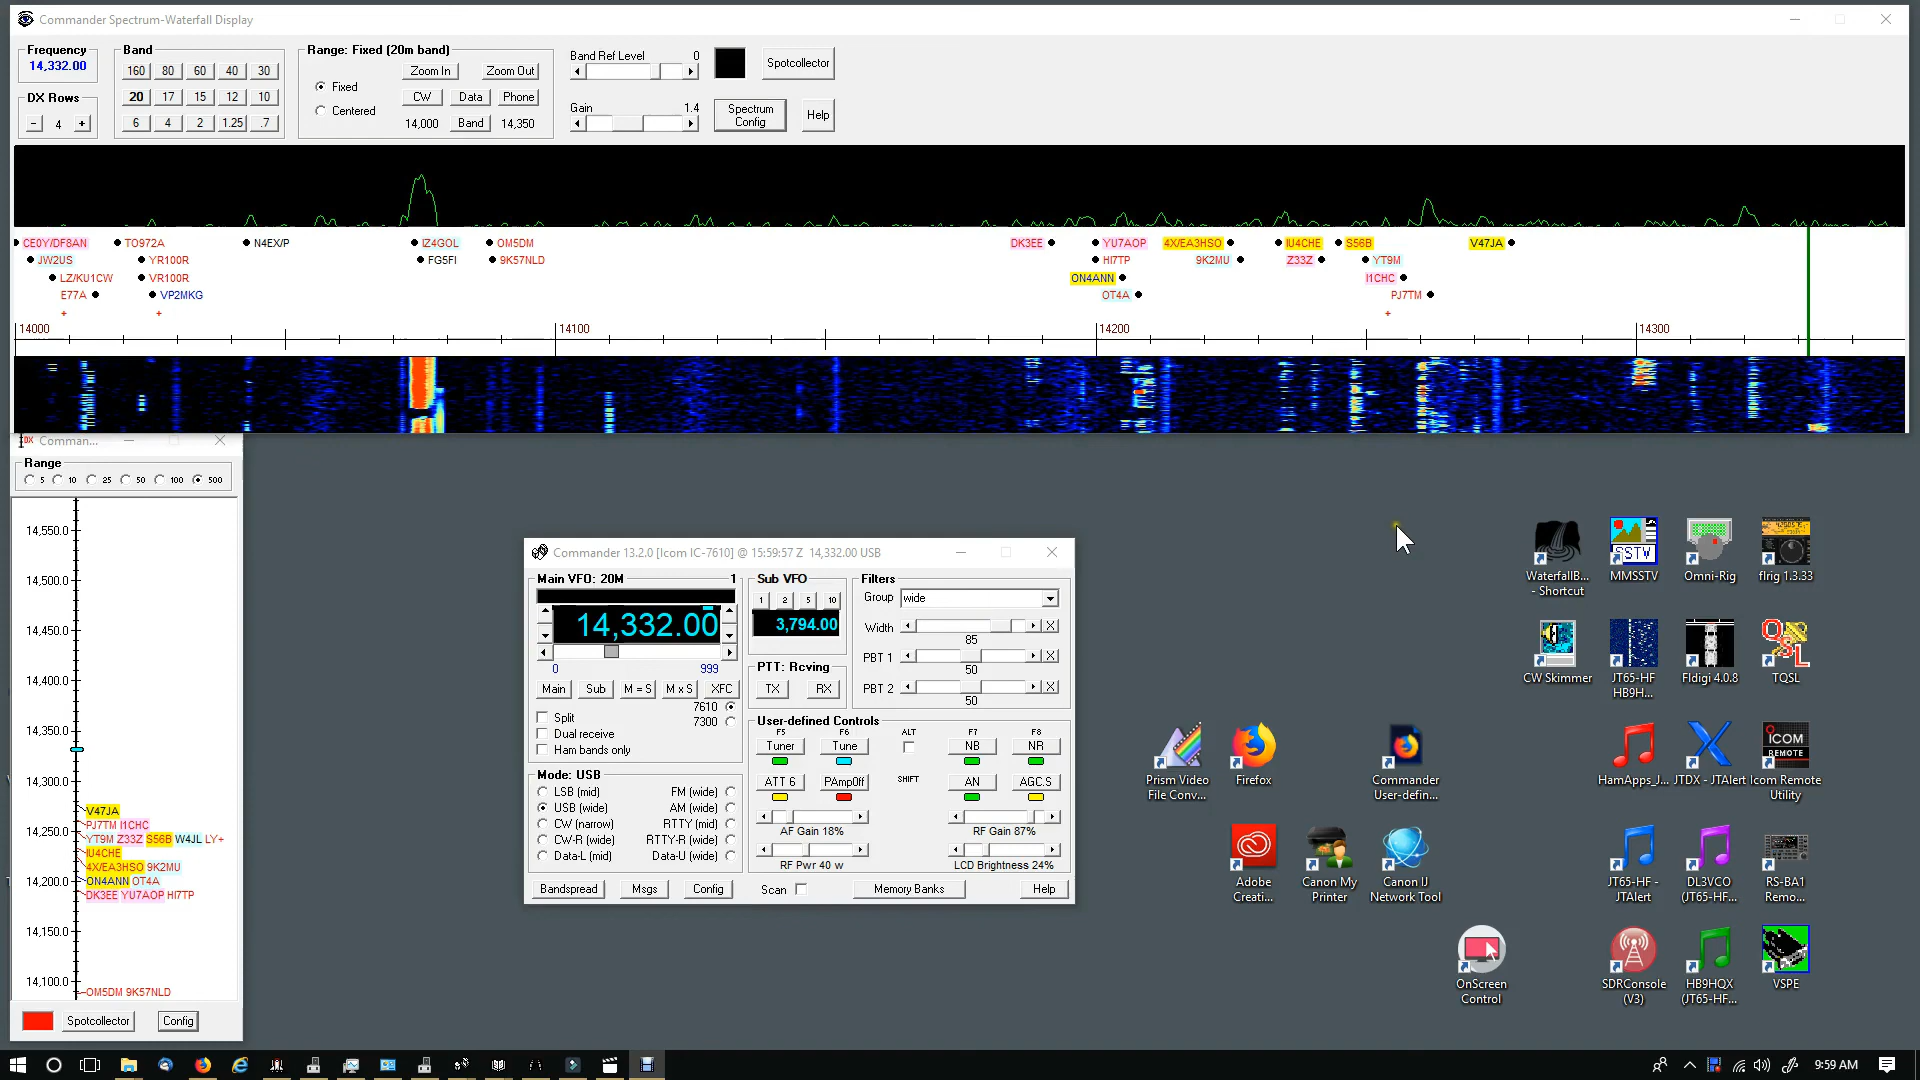 Commander Spectrum-Waterfall Display
Frequency
14,332.00
DX Rows
- 4 +
Band
160 80 60 40 30
20 17 15 12 10
6 4 2 1.25 .7
Range: Fixed (20m band)
Fixed
Centered
Zoom In Zoom Out
CW Data Phone
14,000 Band 14,350
Band Ref Level 0
Gain 1.4
Spotcollector
Spectrum
Config
Help
CE0Y/DF8AN TO972A N4EX/P IZ4GOL OM5DM DK3EE YU7AOP 4X/EA3HSO IU4CHE S56B V47JA
JW2US YR100R FG5FI 9K57NLD HI7TP 9K2MU Z33Z YT9M
LZ/KU1CW VR100R ON4ANN I1CHC
E77A VP2MKG OT4A PJ7TM
+ + +
14000 14100 14200 14300
Comman...
Range
5 10 25 50 100 500
14,550.0
14,500.0
14,450.0
14,400.0
14,350.0
14,300.0
V47JA
PJ7TM I1CHC
14,250.0
YT9M Z33Z S56B W4JL LY+
IU4CHE
4X/EA3HSO 9K2MU
14,200.0
ON4ANN OT4A
DK3EE YU7AOP HI7TP
14,150.0
14,100.0
OM5DM 9K57NLD
Spotcollector Config
Commander 13.2.0 [Icom IC-7610] @ 15:59:57 Z 14,332.00 USB
Main VFO: 20M 1
14,332.00
0 999
Main Sub M = S M x S XFC
7610
7300
Split
Dual receive
Ham bands only
Sub VFO
1 2 5 10
3,794.00
PTT: Rcving
TX RX
Filters
Group wide
Width X
85
PBT 1 X
50
PBT 2 X
50
Mode: USB
LSB (mid) FM (wide)
USB (wide) AM (wide)
CW (narrow) RTTY (mid)
CW-R (wide) RTTY-R (wide)
Data-L (mid) Data-U (wide)
User-defined Controls
F5 F6 ALT F7 F8
Tuner Tune NB NR
SHIFT
ATT 6 PAmpOff AN AGC.S
AF Gain 18% RF Gain 87%
RF Pwr 40 w LCD Brightness 24%
Bandspread Msgs Config Scan Memory Banks Help
WaterfallB...
- Shortcut
SSTV
MMSSTV
Omni-Rig
flrig 1.3.33
CW Skimmer
JT65-HF
HB9H...
Fldigi 4.0.8
QSL
TQSL
Prism Video
File Conv...
Firefox
Commander
User-defin...
HamApps_J...
JTDX - JTAlert
ICOM
REMOTE
Icom Remote
Utility
Adobe
Creati...
Canon My
Printer
Canon IJ
Network Tool
JT65-HF -
JTAlert
DL3VCO
(JT65-HF...
RS-BA1
Remo...
OnScreen
Control
SDRConsole
(V3)
HB9HQX
(JT65-HF...
VSPE
9:59 AM